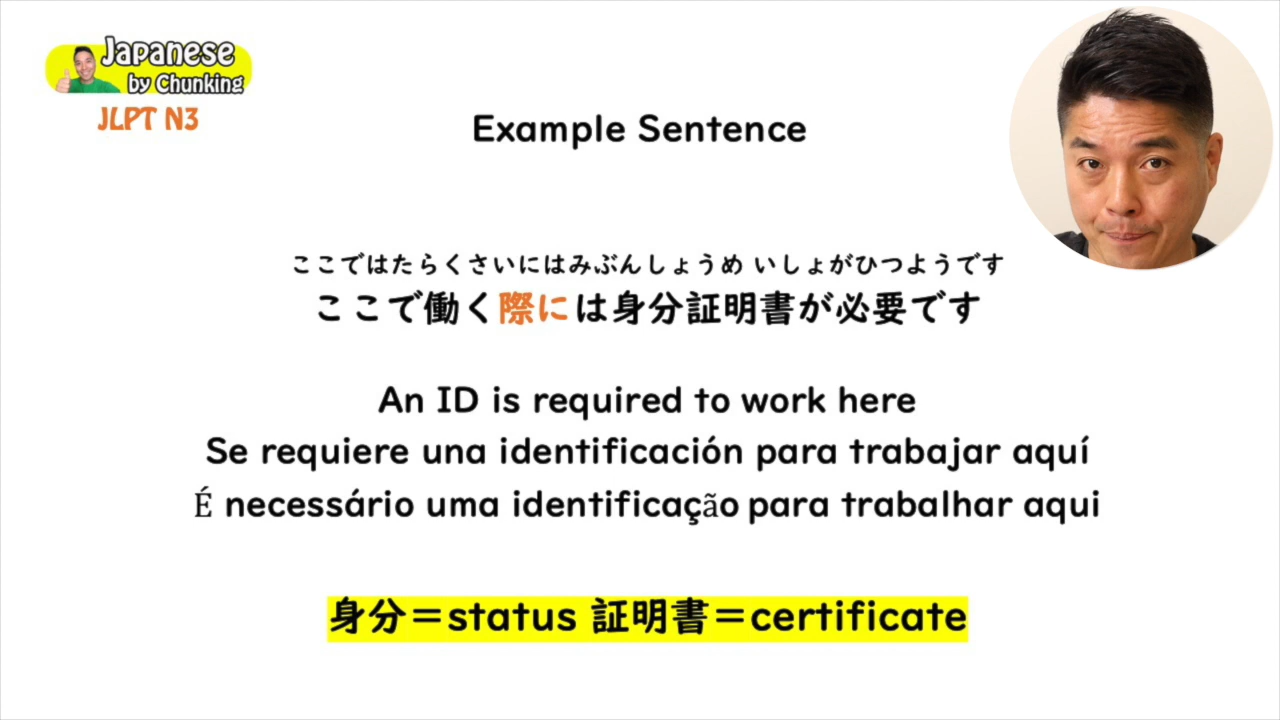 Japanese
by Chunking
JLPT N3
Example Sentence
ここではたらくさいにはみぶんしょうめ いしょがひつようです
ここで働く際には身分証明書が必要です
An ID is required to work here
Se requiere una identificación para trabajar aquí
É necessário uma identificação para trabalhar aqui
身分＝status 証明書＝certificate